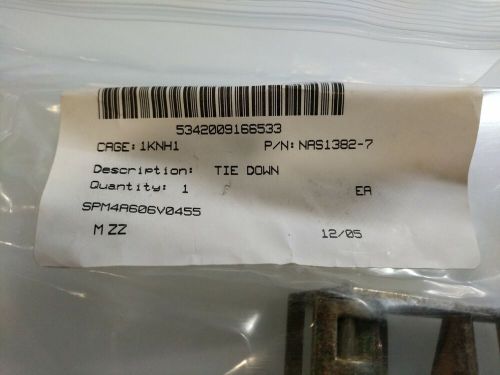 5342009166533
CAGE: 1KNH1 P/N: NAS1382-7
Description: TIE DOWN
Quantity: 1 EA
SPM4A606V0455
M ZZ 12/05